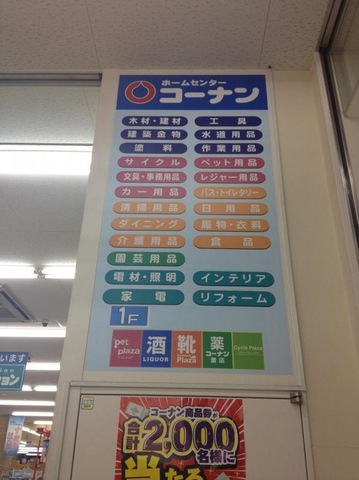 ホームセンター
コーナン
木材・建材 工具
建築金物 水道用品
塗料 作業用品
サイクル ペット用品
文具・事務用品 レジャー用品
カー用品 バス・トイレタリー
清掃用品 日用品
ダイニング 履物・衣料
介護用品 食品
園芸用品
電材・照明 インテリア
家電 リフォーム
1F
pet plaza 酒 LIQUOR 靴 Plaza 薬 コーナン 薬店 Cycle Plaza
います
コーナン商品券が
合計2,000名様に
当たる